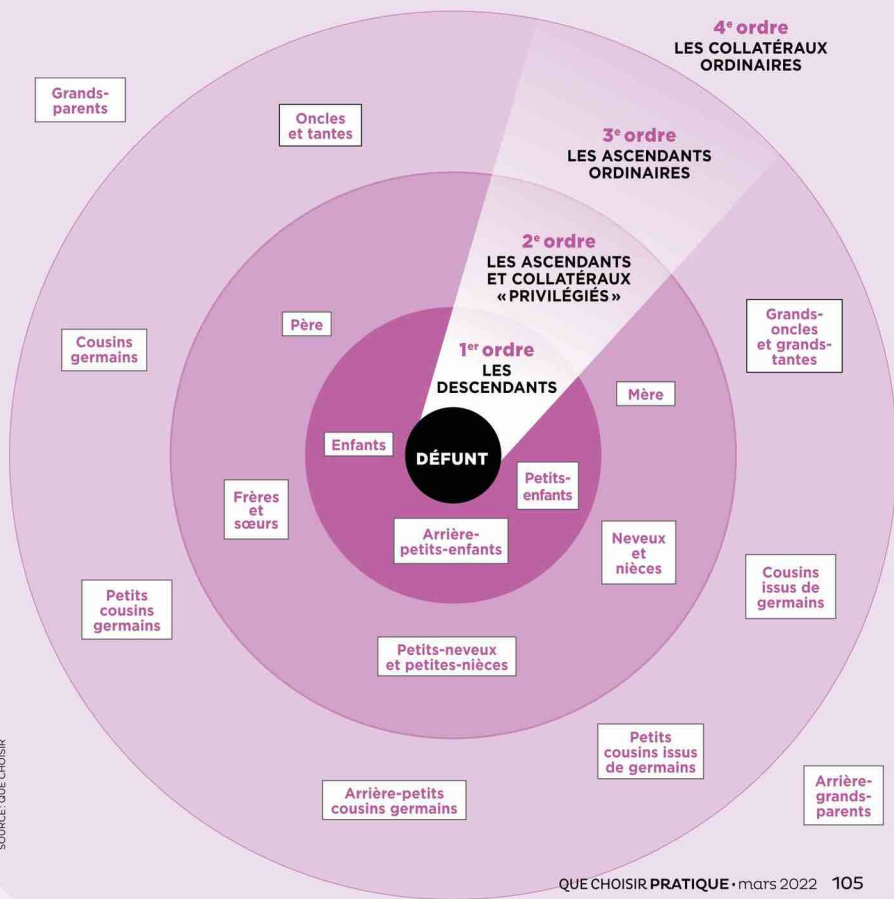 4e ordre
LES COLLATÉRAUX
ORDINAIRES
Grands-
parents
Oncles
et tantes
3e ordre
LES ASCENDANTS
ORDINAIRES
2e ordre
LES ASCENDANTS
ET COLLATÉRAUX
« PRIVILÉGIÉS »
Père
Cousins
germains
Grands-
oncles
et grands-
tantes
1er ordre
LES
DESCENDANTS
Mère
Enfants
DÉFUNT
Petits-
enfants
Frères
et
sœurs
Arrière-
petits-enfants
Neveux
et
nièces
Cousins
issus de
germains
Petits
cousins
germains
Petits-neveux
et petites-nièces
Petits
cousins issus
de germains
Arrière-petits
cousins germains
Arrière-
grands-
parents
SOURCE : QUE CHOISIR
QUE CHOISIR PRATIQUE • mars 2022 105